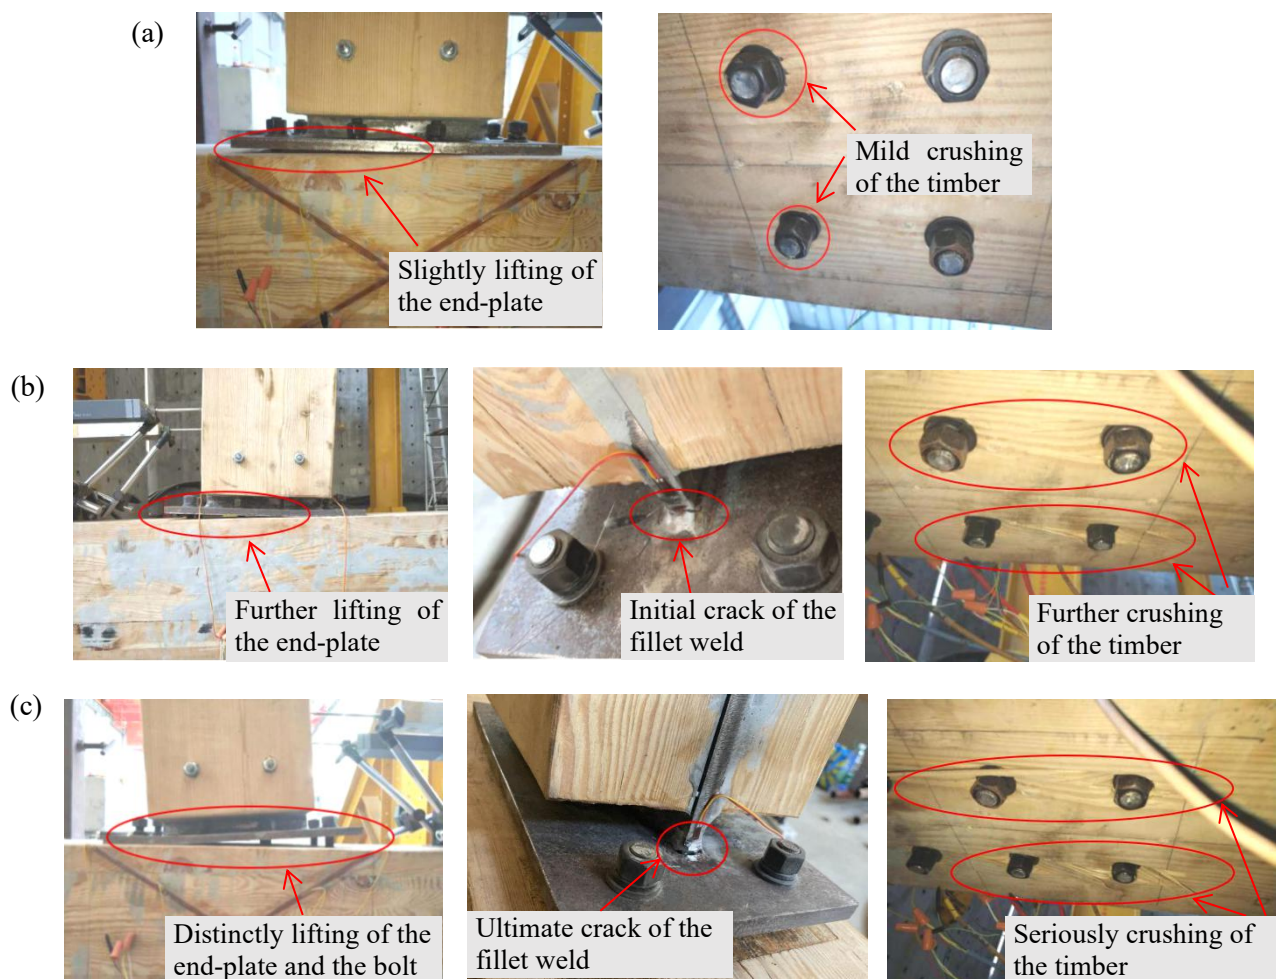 (a)
Slightly lifting of
the end-plate
Mild crushing
of the timber
(b)
Further lifting of
the end-plate
Initial crack of the
fillet weld
Further crushing
of the timber
(c)
Distinctly lifting of the
end-plate and the bolt
Ultimate crack of the
fillet weld
Seriously crushing of
the timber